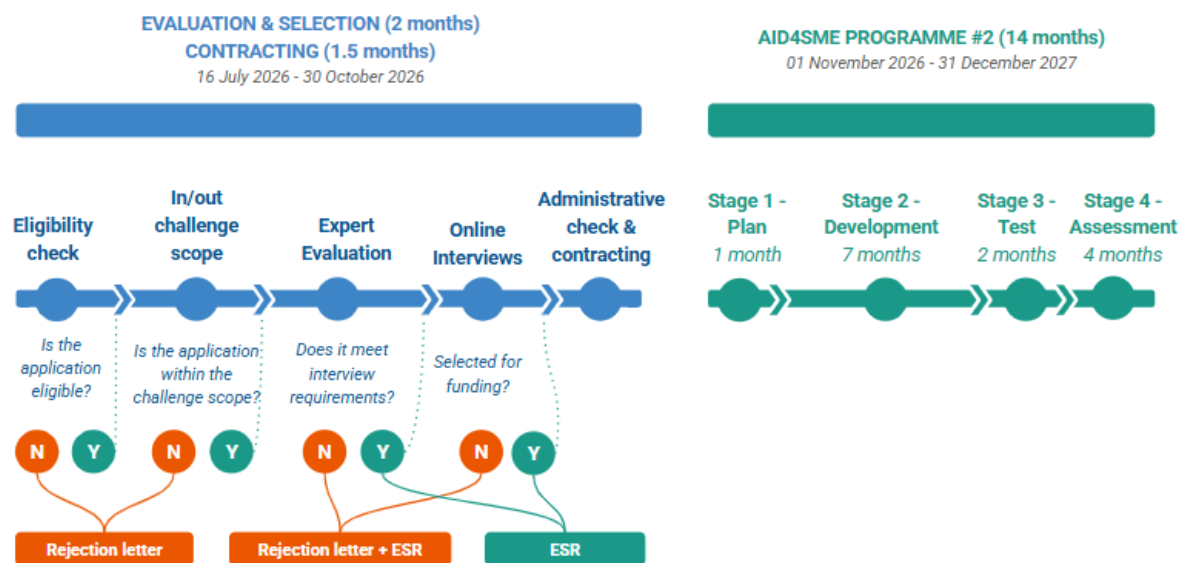 EVALUATION & SELECTION (2 months)
CONTRACTING (1.5 months)
16 July 2026 - 30 October 2026
AID4SME PROGRAMME #2 (14 months)
01 November 2026 - 31 December 2027
Eligibility
check
In/out
challenge
scope
Expert
Evaluation
Online
Interviews
Administrative
check &
contracting
Stage 1 -
Plan
1 month
Stage 2 -
Development
7 months
Stage 3 -
Test
2 months
Stage 4 -
Assessment
4 months
Is the
application
eligible?
Is the application
within the
challenge scope?
Does it meet
interview
requirements?
Selected for
funding?
N
Y
N
Y
N
Y
N
Y
Rejection letter
Rejection letter + ESR
ESR